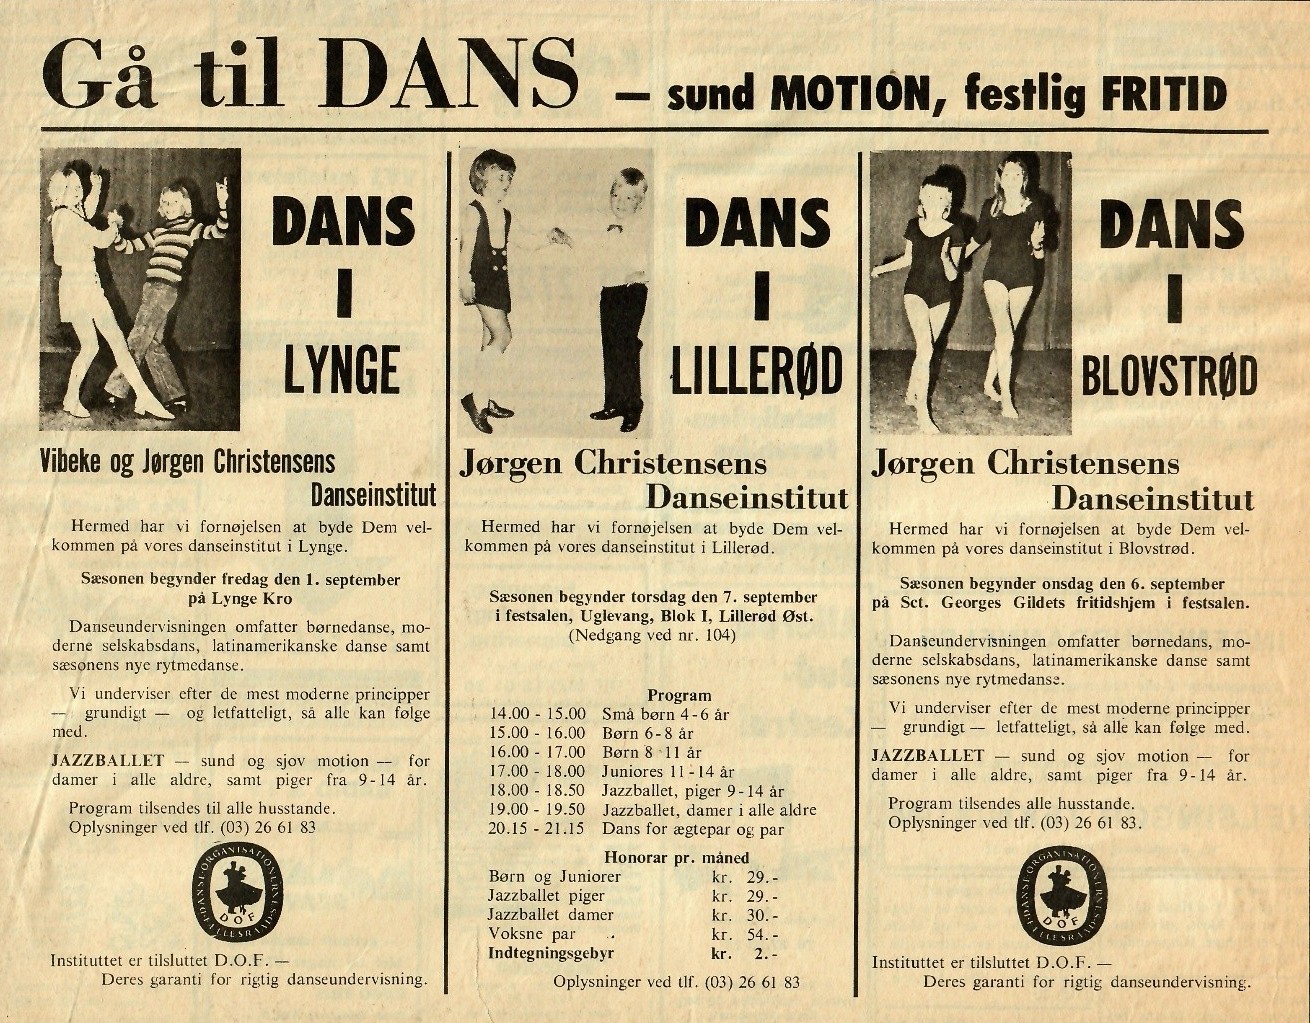 Gå til DANS — sund MOTION, festlig FRITID
DANS
I
LYNGE
Vibeke og Jørgen Christensens
Danseinstitut
Hermed har vi fornøjelsen at byde Dem vel-
kommen på vores danseinstitut i Lynge.
Sæsonen begynder fredag den 1. september
på Lynge Kro
Danseundervisningen omfatter børnedanse, mo-
derne selskabsdans, latinamerikanske danse samt
sæsonens nye rytmedanse.
Vi underviser efter de mest moderne principper
— grundigt — og letfatteligt, så alle kan følge
med.
JAZZBALLET — sund og sjov motion — for
damer i alle aldre, samt piger fra 9-14 år.
Program tilsendes til alle husstande.
Oplysninger ved tlf. (03) 26 61 83
DANSE-ORGANISATIONERNES
FÆLLESRAAD
DOF
Instituttet er tilsluttet D.O.F. —
Deres garanti for rigtig danseundervisning.
DANS
I
LILLERØD
Jørgen Christensens
Danseinstitut
Hermed har vi fornøjelsen at byde Dem vel-
kommen på vores danseinstitut i Lillerød.
Sæsonen begynder torsdag den 7. september
i festsalen, Uglevang, Blok I, Lillerød Øst.
(Nedgang ved nr. 104)
Program
14.00 - 15.00 Små børn 4-6 år
15.00 - 16.00 Børn 6-8 år
16.00 - 17.00 Børn 8-11 år
17.00 - 18.00 Juniores 11-14 år
18.00 - 18.50 Jazzballet, piger 9-14 år
19.00 - 19.50 Jazzballet, damer i alle aldre
20.15 - 21.15 Dans for ægtepar og par
Honorar pr. måned
Børn og Juniorer kr. 29.-
Jazzballet piger kr. 29.-
Jazzballet damer kr. 30.-
Voksne par kr. 54.-
Indtegningsgebyr kr. 2.-
Oplysninger ved tlf. (03) 26 61 83
DANS
I
BLOVSTRØD
Jørgen Christensens
Danseinstitut
Hermed har vi fornøjelsen at byde Dem vel-
kommen på vores danseinstitut i Blovstrød.
Sæsonen begynder onsdag den 6. september
på Sct. Georges Gildets fritidshjem i festsalen.
Danseundervisningen omfatter børnedans, mo-
derne selskabsdans, latinamerikanske danse samt
sæsonens nye rytmedanse.
Vi underviser efter de mest moderne principper
— grundigt — letfatteligt, så alle kan følge med.
JAZZBALLET — sund og sjov motion — for
damer i alle aldre, samt piger fra 9-14 år.
Program tilsendes alle husstande.
Oplysninger ved tlf. (03) 26 61 83.
DANSE-ORGANISATIONERNES
FÆLLESRAAD
DOF
Instituttet er tilsluttet D.O.F. —
Deres garanti for rigtig danseundervisning.